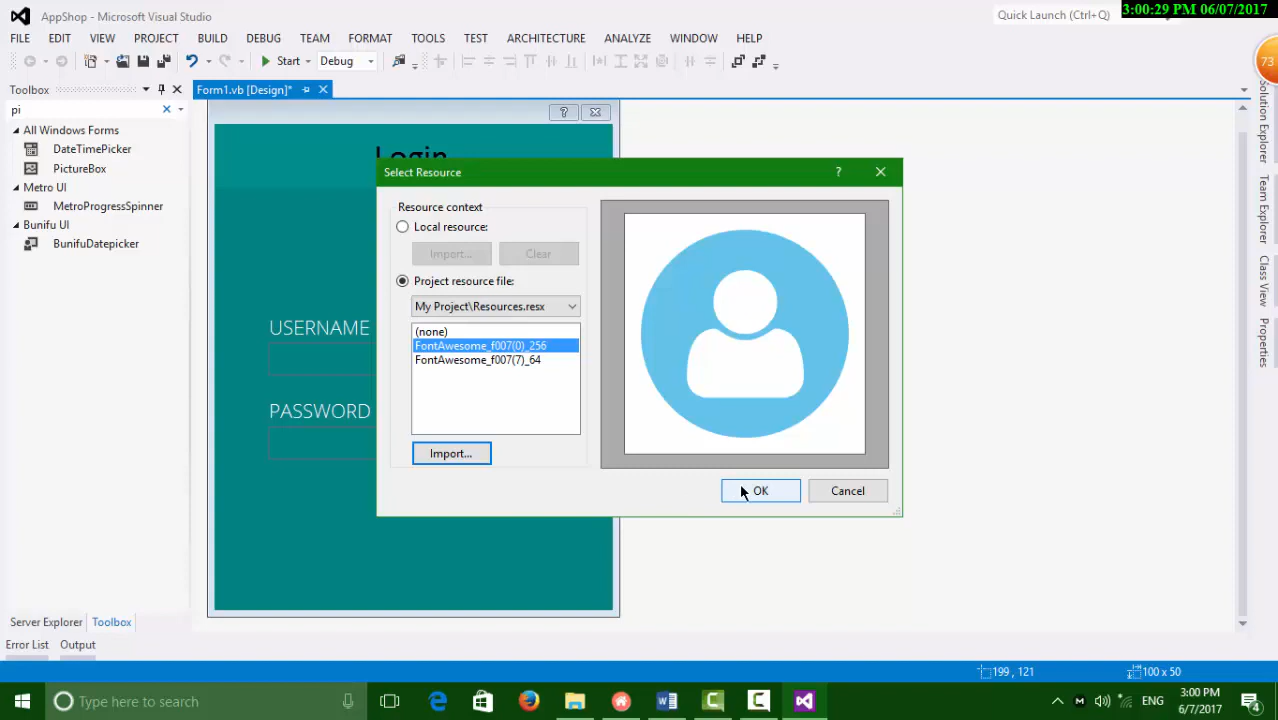 AppShop - Microsoft Visual Studio
Quick Launch (Ctrl+Q)
3:00:29 PM 06/07/2017
FILE EDIT VIEW PROJECT BUILD DEBUG TEAM FORMAT TOOLS TEST ARCHITECTURE ANALYZE WINDOW HELP
Start Debug
73
Toolbox
Form1.vb [Design]*
pi
All Windows Forms
DateTimePicker
PictureBox
Metro UI
MetroProgressSpinner
Bunifu UI
BunifuDatepicker
Login
USERNAME
PASSWORD
Select Resource
Resource context
Local resource:
Import... Clear
Project resource file:
My Project\Resources.resx
(none)
FontAwesome_f007(0)_256
FontAwesome_f007(7)_64
Import...
OK Cancel
Solution Explorer
Team Explorer
Class View
Properties
Server Explorer Toolbox
Error List Output
199 , 121 100 x 50
Type here to search
ENG
3:00 PM
6/7/2017
4